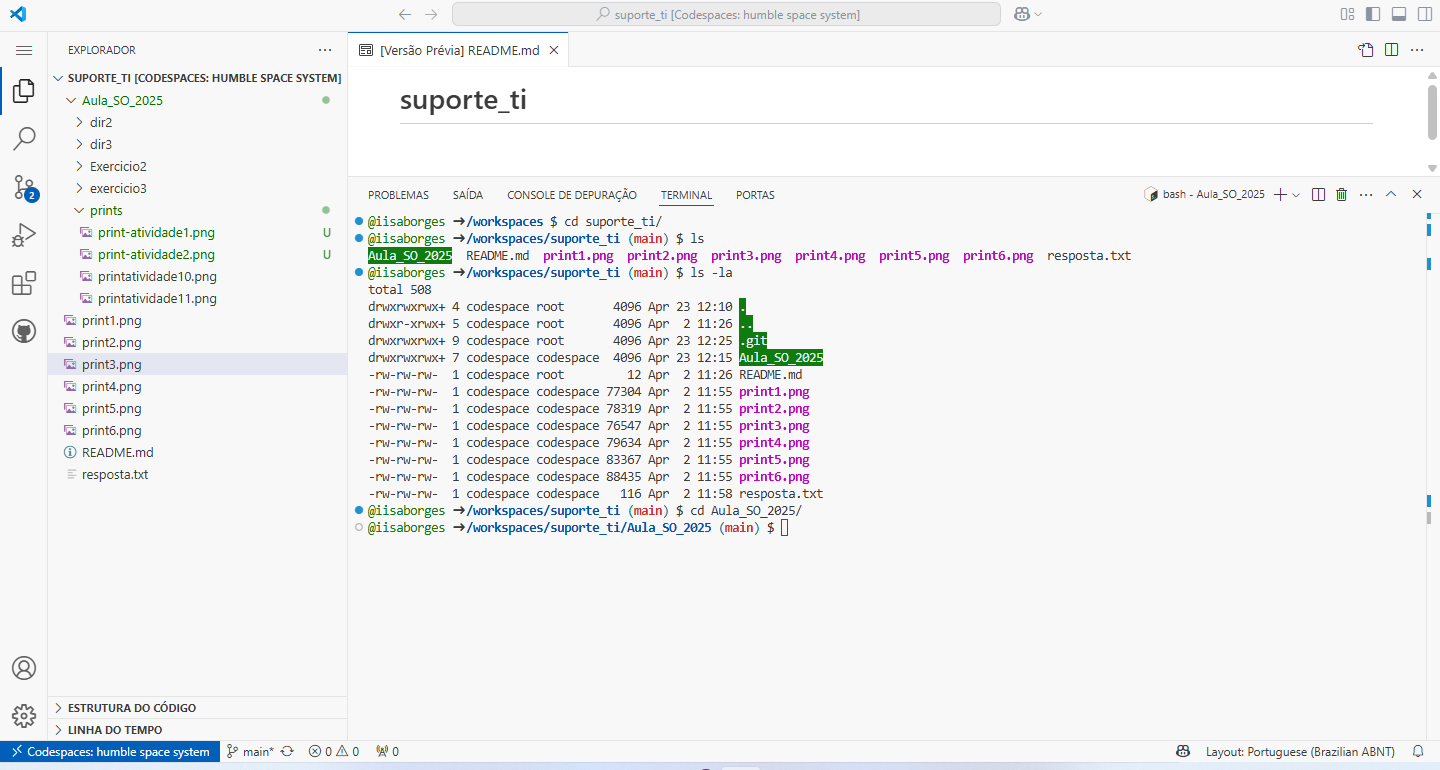 suporte_ti [Codespaces: humble space system]
EXPLORADOR
SUPORTE_TI [CODESPACES: HUMBLE SPACE SYSTEM]
Aula_SO_2025
dir2
dir3
Exercicio2
exercicio3
prints
print-atividade1.png U
print-atividade2.png U
printatividade10.png
printatividade11.png
print1.png
print2.png
print3.png
print4.png
print5.png
print6.png
README.md
resposta.txt
2
ESTRUTURA DO CÓDIGO
LINHA DO TEMPO
[Versão Prévia] README.md
suporte_ti
PROBLEMAS SAÍDA CONSOLE DE DEPURAÇÃO TERMINAL PORTAS
bash - Aula_SO_2025
@iisaborges ➜/workspaces $ cd suporte_ti/
@iisaborges ➜/workspaces/suporte_ti (main) $ ls
Aula_SO_2025 README.md print1.png print2.png print3.png print4.png print5.png print6.png resposta.txt
@iisaborges ➜/workspaces/suporte_ti (main) $ ls -la
total 508
drwxrwxrwx+ 4 codespace root 4096 Apr 23 12:10 .
drwxr-xrwx+ 5 codespace root 4096 Apr 2 11:26 ..
drwxrwxrwx+ 9 codespace root 4096 Apr 23 12:25 .git
drwxrwxrwx+ 7 codespace codespace 4096 Apr 23 12:15 Aula_SO_2025
-rw-rw-rw- 1 codespace root 12 Apr 2 11:26 README.md
-rw-rw-rw- 1 codespace codespace 77304 Apr 2 11:55 print1.png
-rw-rw-rw- 1 codespace codespace 78319 Apr 2 11:55 print2.png
-rw-rw-rw- 1 codespace codespace 76547 Apr 2 11:55 print3.png
-rw-rw-rw- 1 codespace codespace 79634 Apr 2 11:55 print4.png
-rw-rw-rw- 1 codespace codespace 83367 Apr 2 11:55 print5.png
-rw-rw-rw- 1 codespace codespace 88435 Apr 2 11:55 print6.png
-rw-rw-rw- 1 codespace codespace 116 Apr 2 11:58 resposta.txt
@iisaborges ➜/workspaces/suporte_ti (main) $ cd Aula_SO_2025/
@iisaborges ➜/workspaces/suporte_ti/Aula_SO_2025 (main) $
Codespaces: humble space system main* 0 0 0 Layout: Portuguese (Brazilian ABNT)